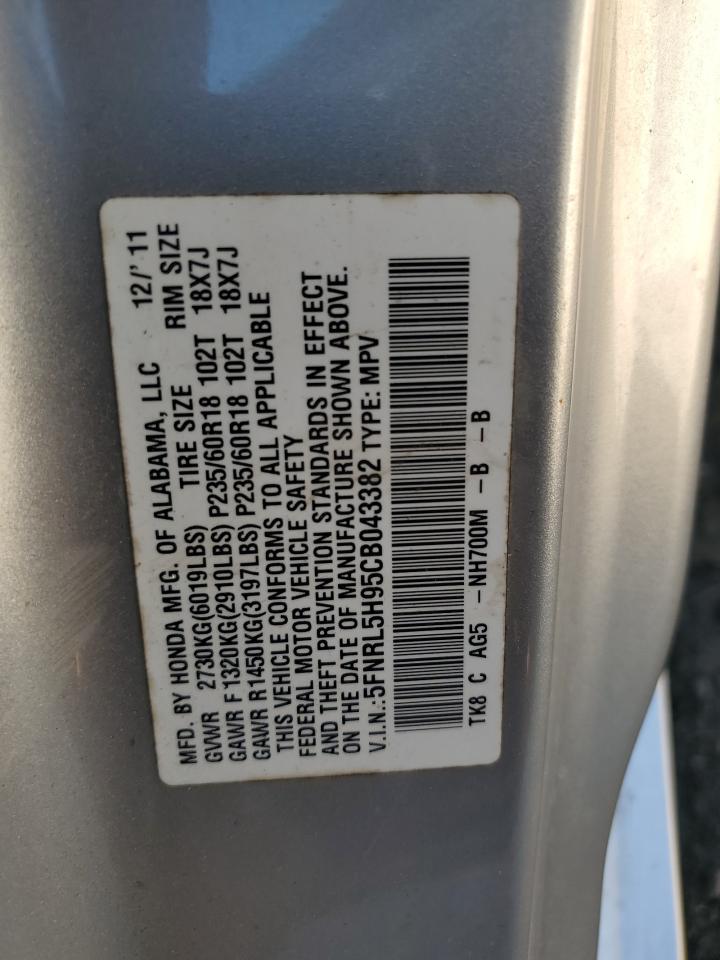 MFD. BY HONDA MFG. OF ALABAMA, LLC 12/'11
GVWR 2730KG(6019LBS) TIRE SIZE RIM SIZE
GAWR F 1320KG(2910LBS) P235/60R18 102T 18X7J
GAWR R1450KG(3197LBS) P235/60R18 102T 18X7J
THIS VEHICLE CONFORMS TO ALL APPLICABLE
FEDERAL MOTOR VEHICLE SAFETY
AND THEFT PREVENTION STANDARDS IN EFFECT
ON THE DATE OF MANUFACTURE SHOWN ABOVE.
V.I.N.:5FNRL5H95CB043382 TYPE: MPV
TK8 C AG5 -NH700M -B -B